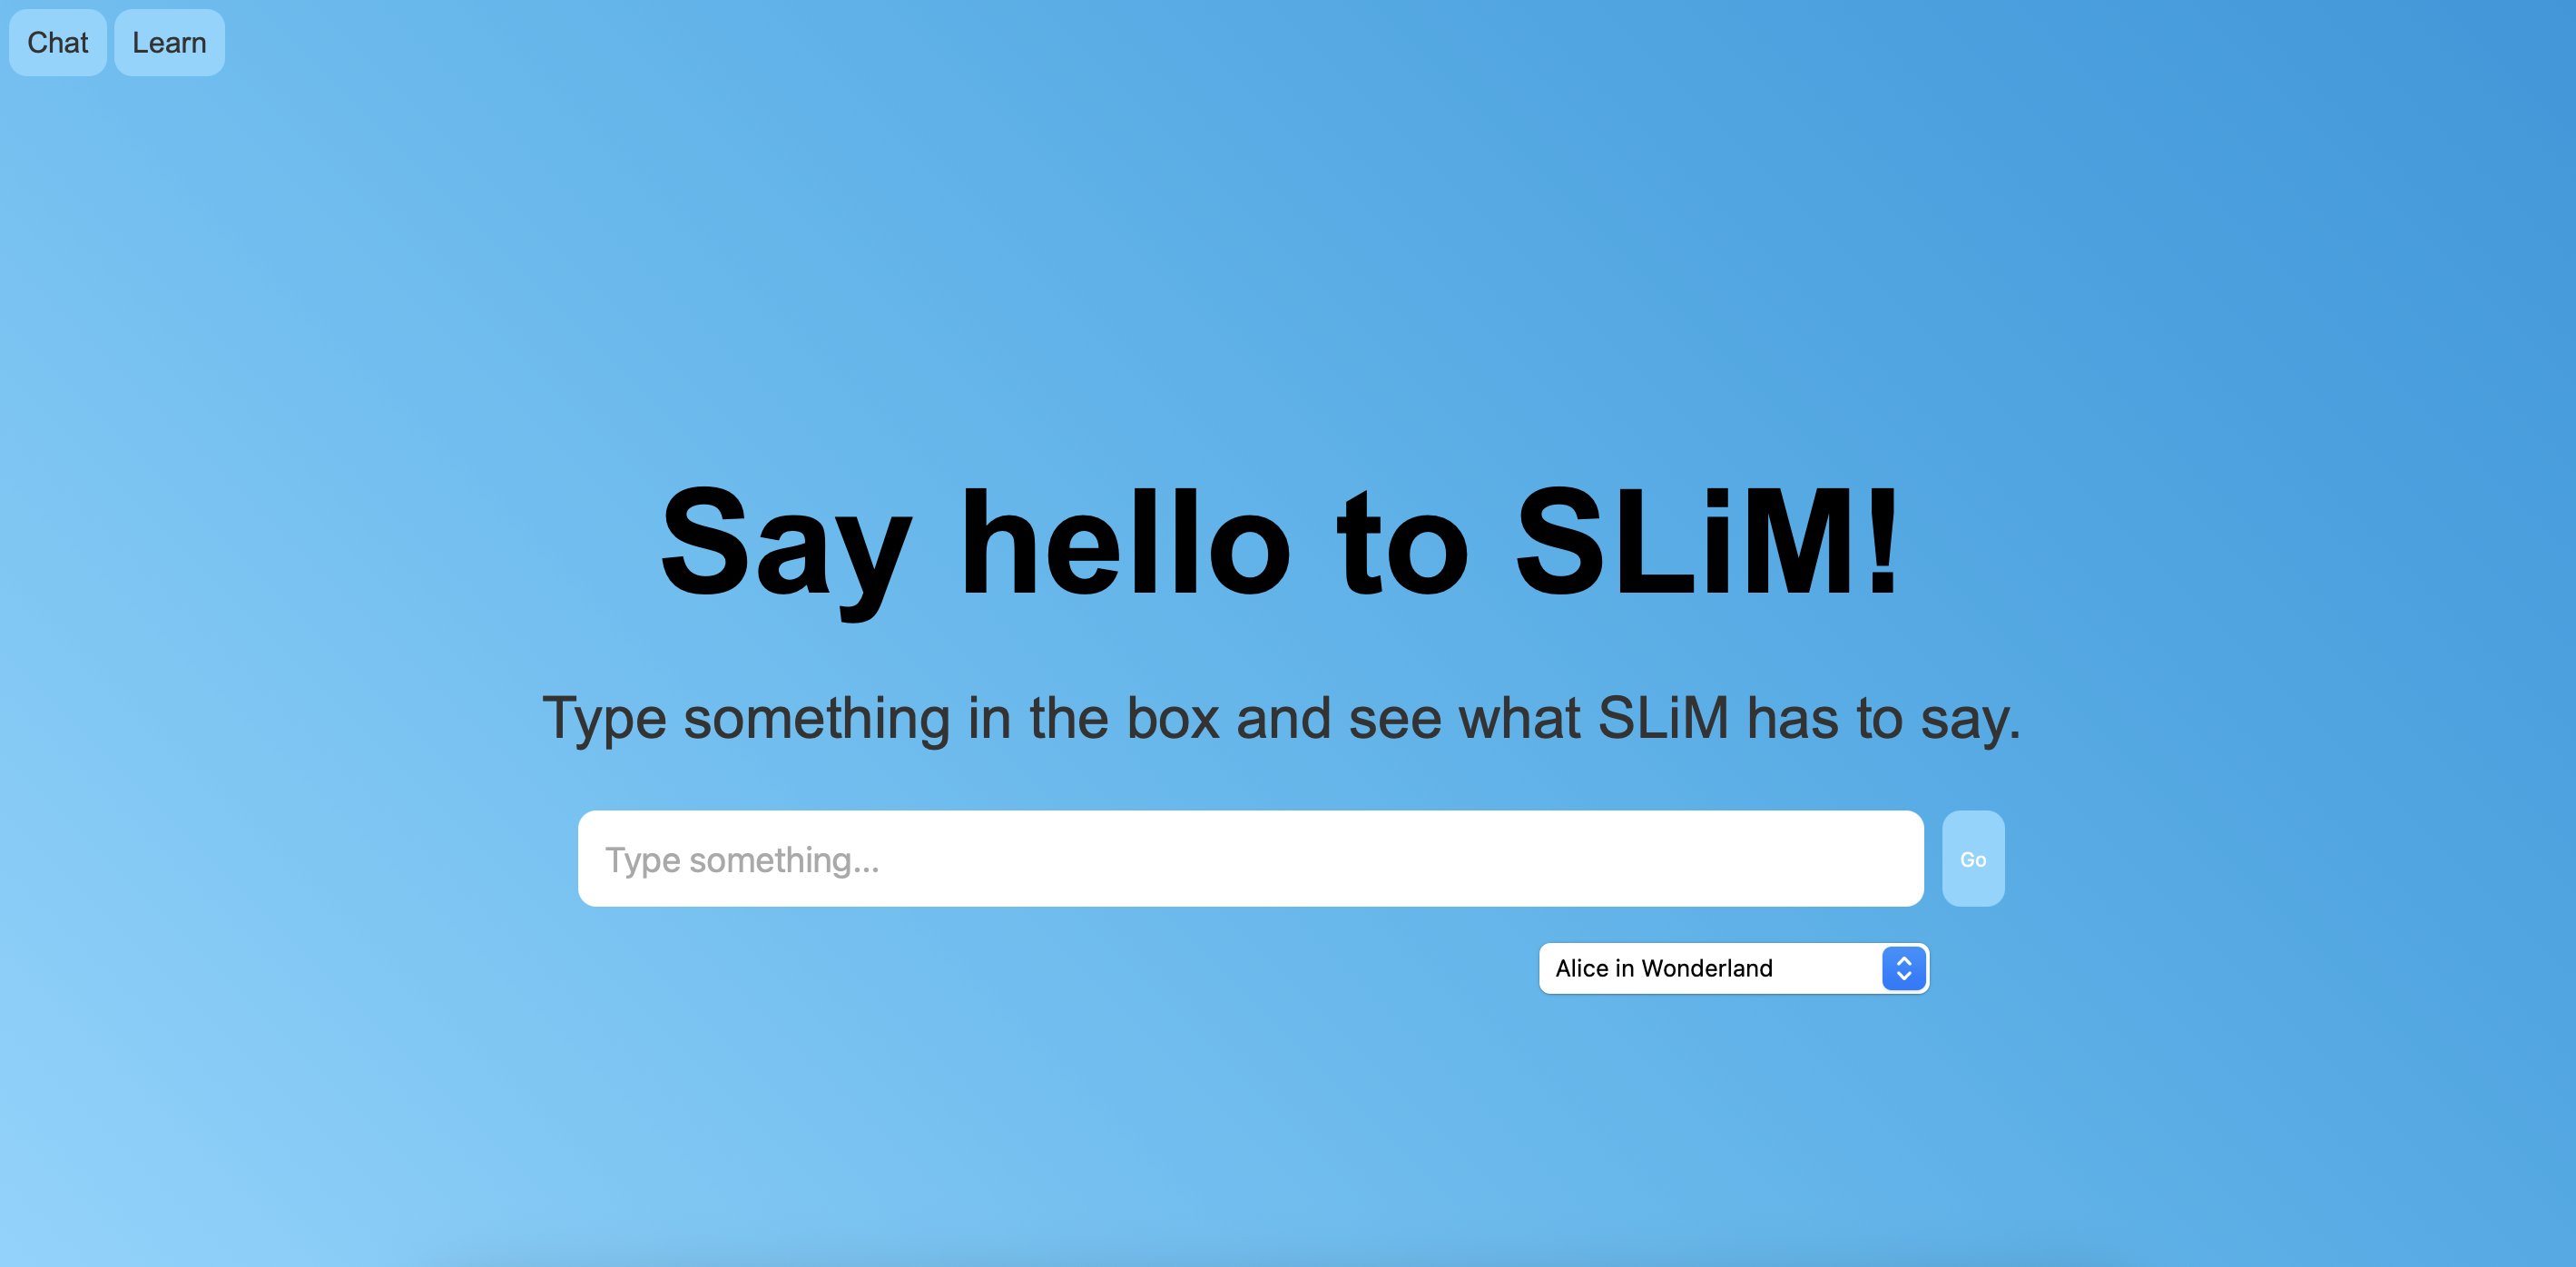 Chat Learn
Say hello to SLiM!
Type something in the box and see what SLiM has to say.
Type something...
Go
Alice in Wonderland